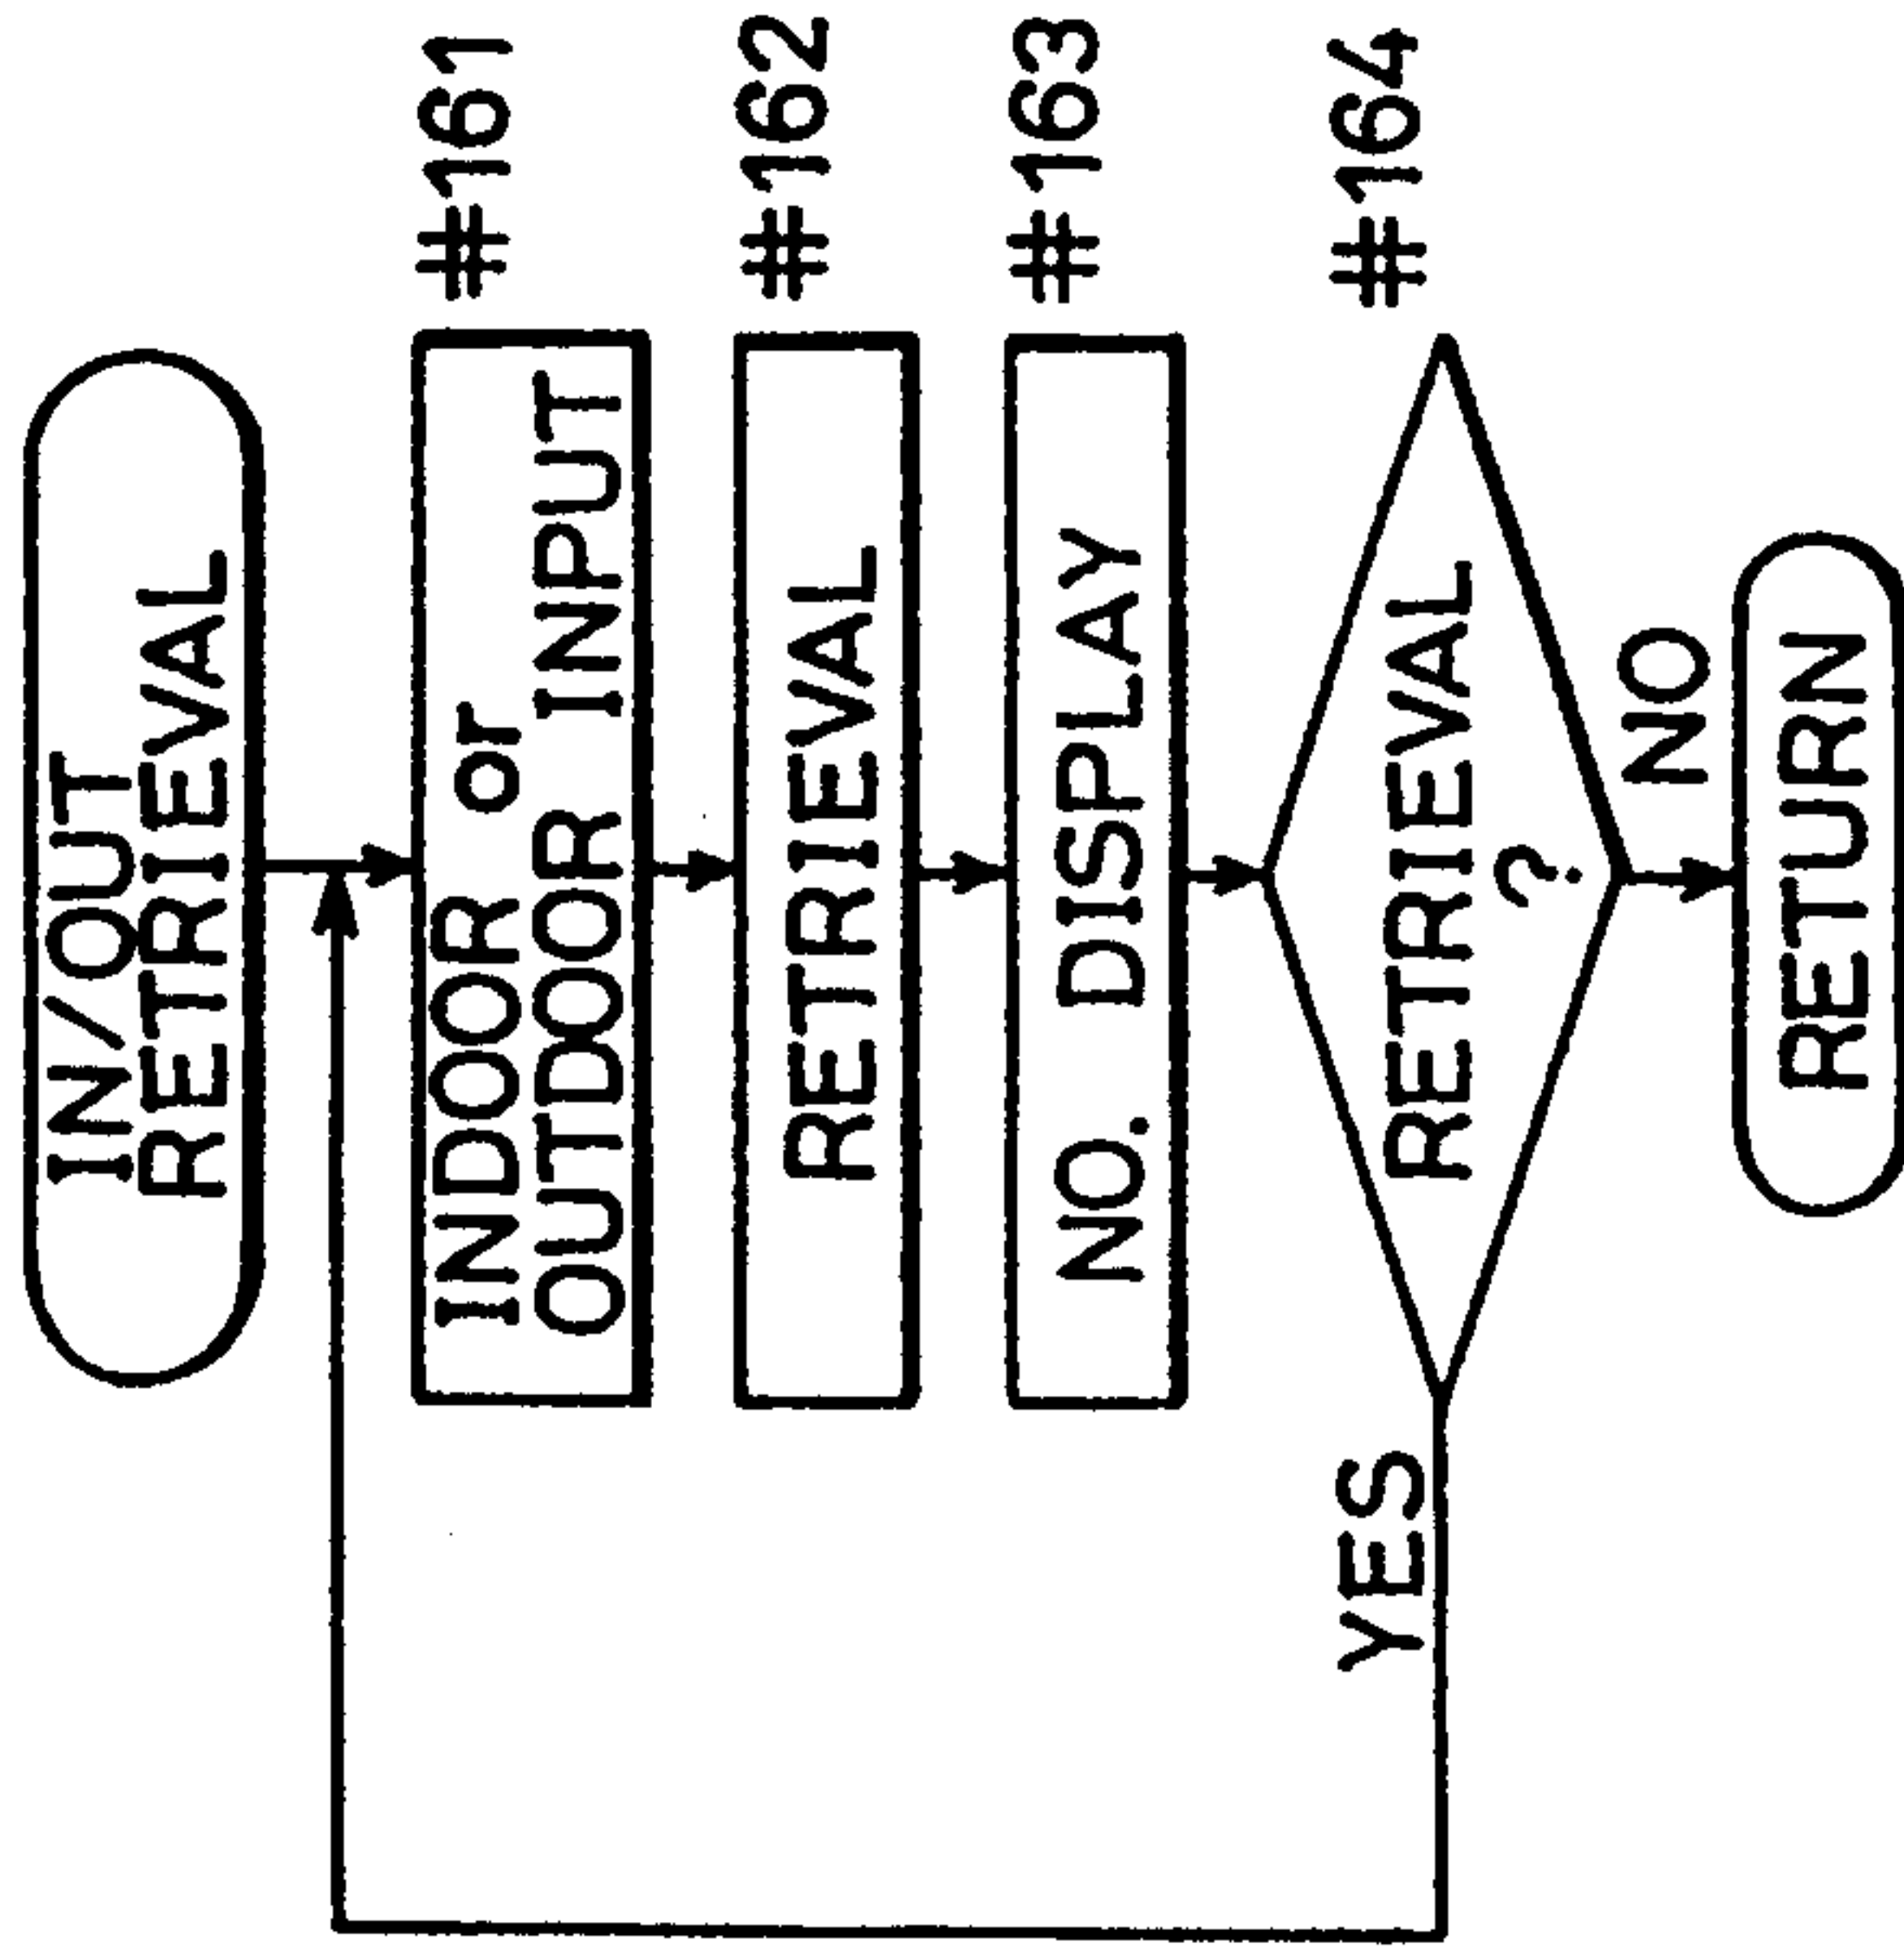 IN/OUT
RETRIEVAL
INDOOR or
OUTDOOR INPUT
#161
RETRIEVAL
#162
NO. DISPLAY
#163
RETRIEVAL
?
#164
YES
NO
RETURN